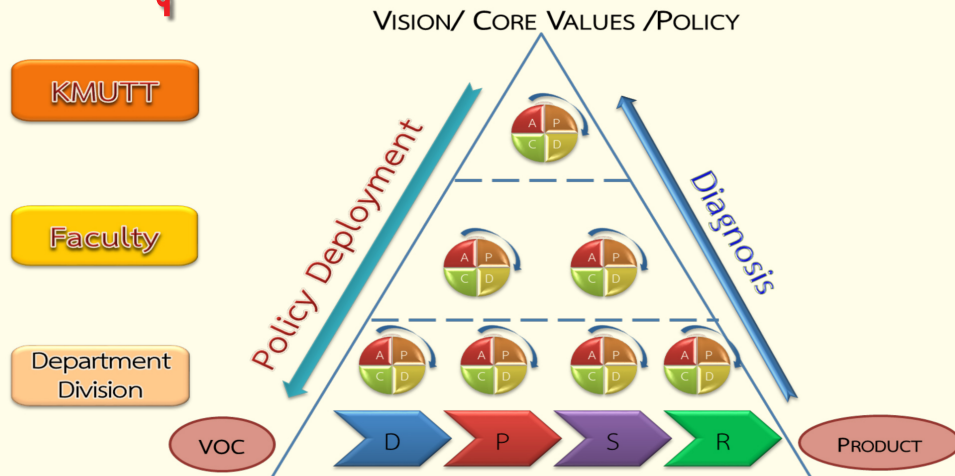 VISION/ CORE VALUES /POLICY
KMUTT
A P
C D
Policy Deployment
Diagnosis
Faculty
A P
C D
A P
C D
Department
Division
A P
C D
A P
C D
A P
C D
A P
C D
VOC
D
P
S
R
PRODUCT